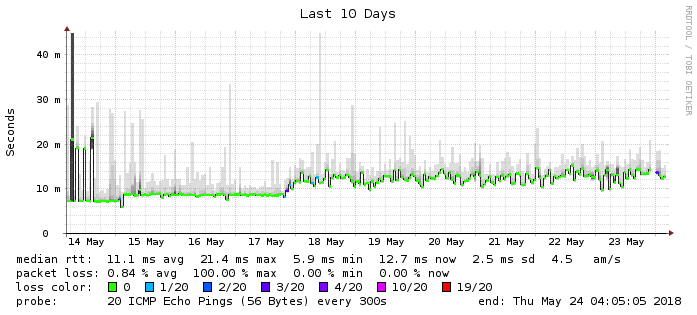 Last 10 Days
RRDTOOL / TOBI OETIKER
Seconds
40 m
30 m
20 m
10 m
0
14 May 15 May 16 May 17 May 18 May 19 May 20 May 21 May 22 May 23 May
median rtt: 11.1 ms avg 21.4 ms max 5.9 ms min 12.7 ms now 2.5 ms sd 4.5 am/s
packet loss: 0.84 % avg 100.00 % max 0.00 % min 0.00 % now
loss color: 0 1/20 2/20 3/20 4/20 10/20 19/20
probe: 20 ICMP Echo Pings (56 Bytes) every 300s end: Thu May 24 04:05:05 2018